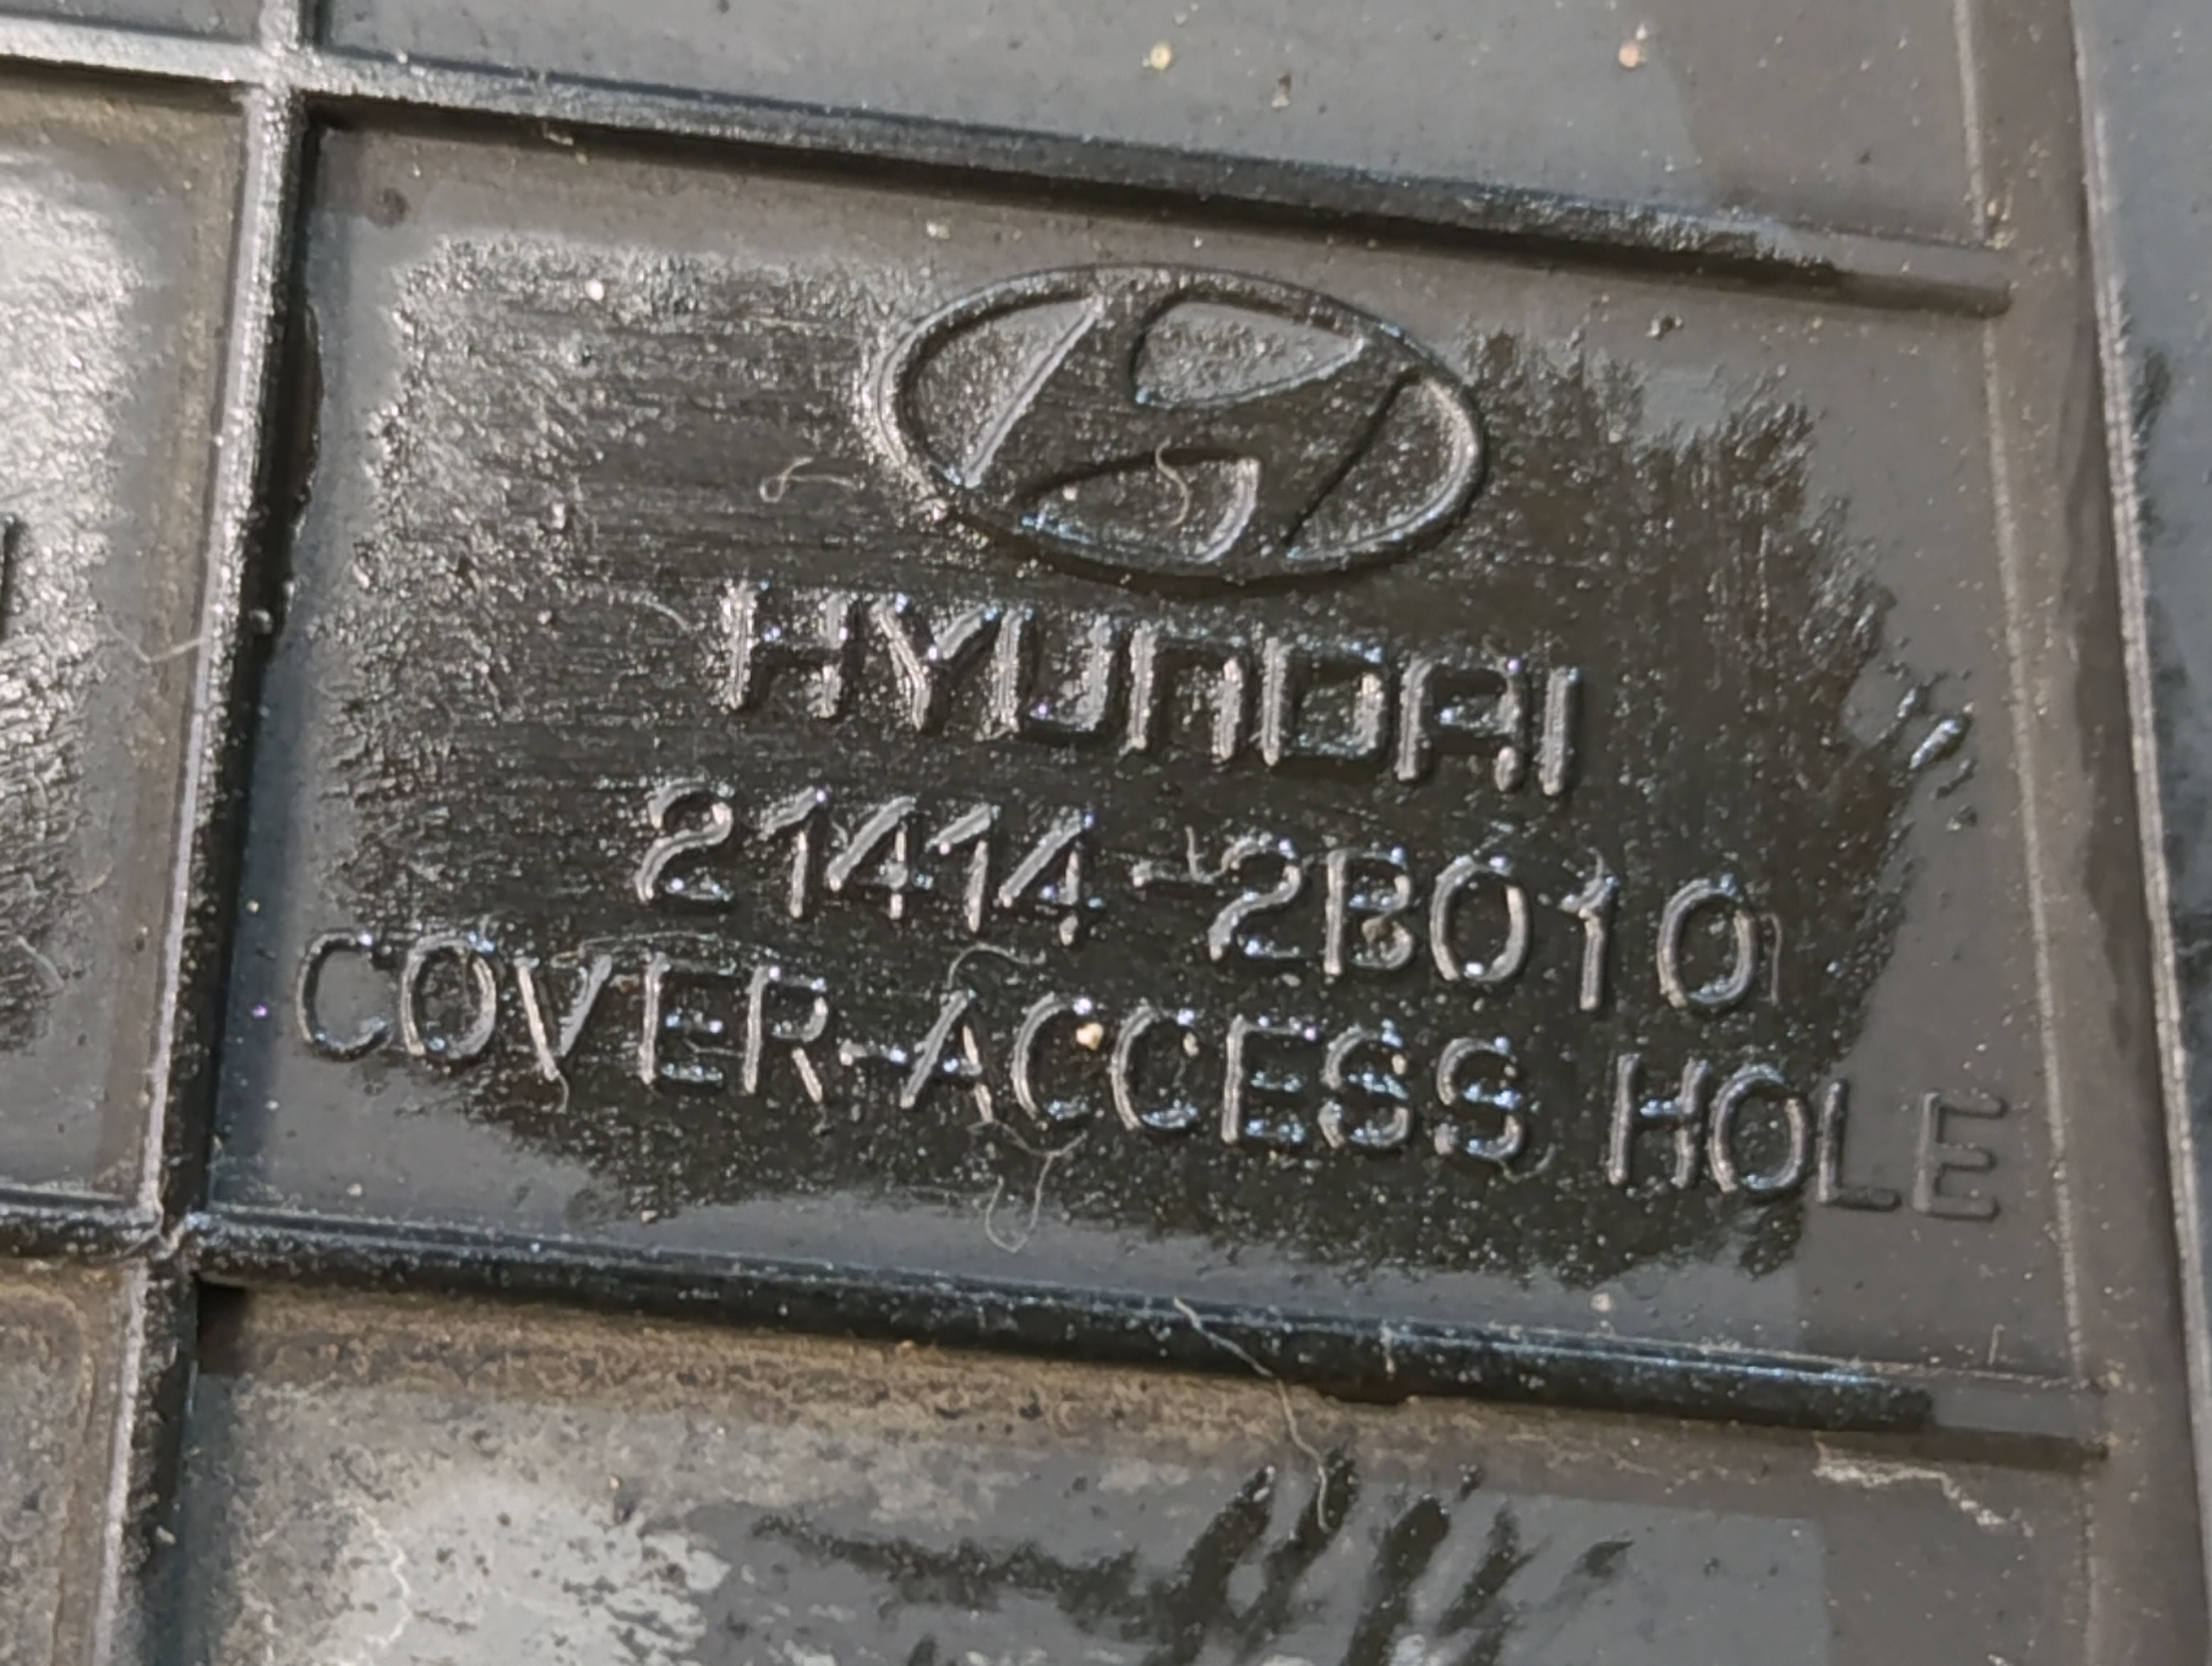 HYUNDAI
21414-2B010
COVER-ACCESS HOLE